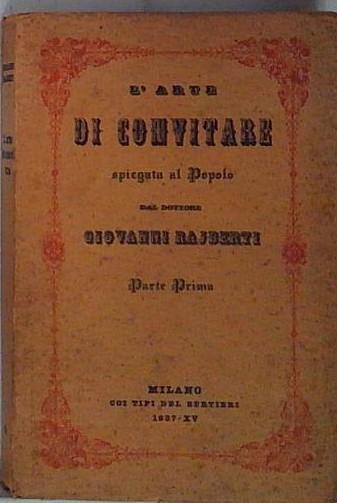 L'ARTE
DI CONVITARE
spiegata al Popolo
DAL DOTTORE
GIOVANNI RAJBERTI
Parte Prima
MILANO
COI TIPI DEL BERTIERI
1937-XV